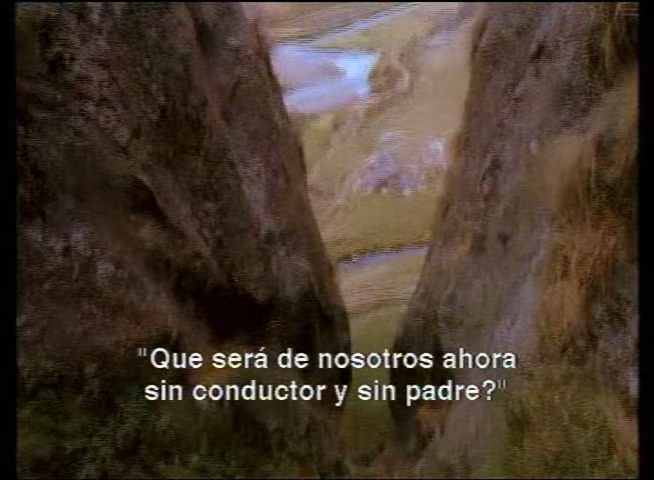 "Que será de nosotros ahora
sin conductor y sin padre?"